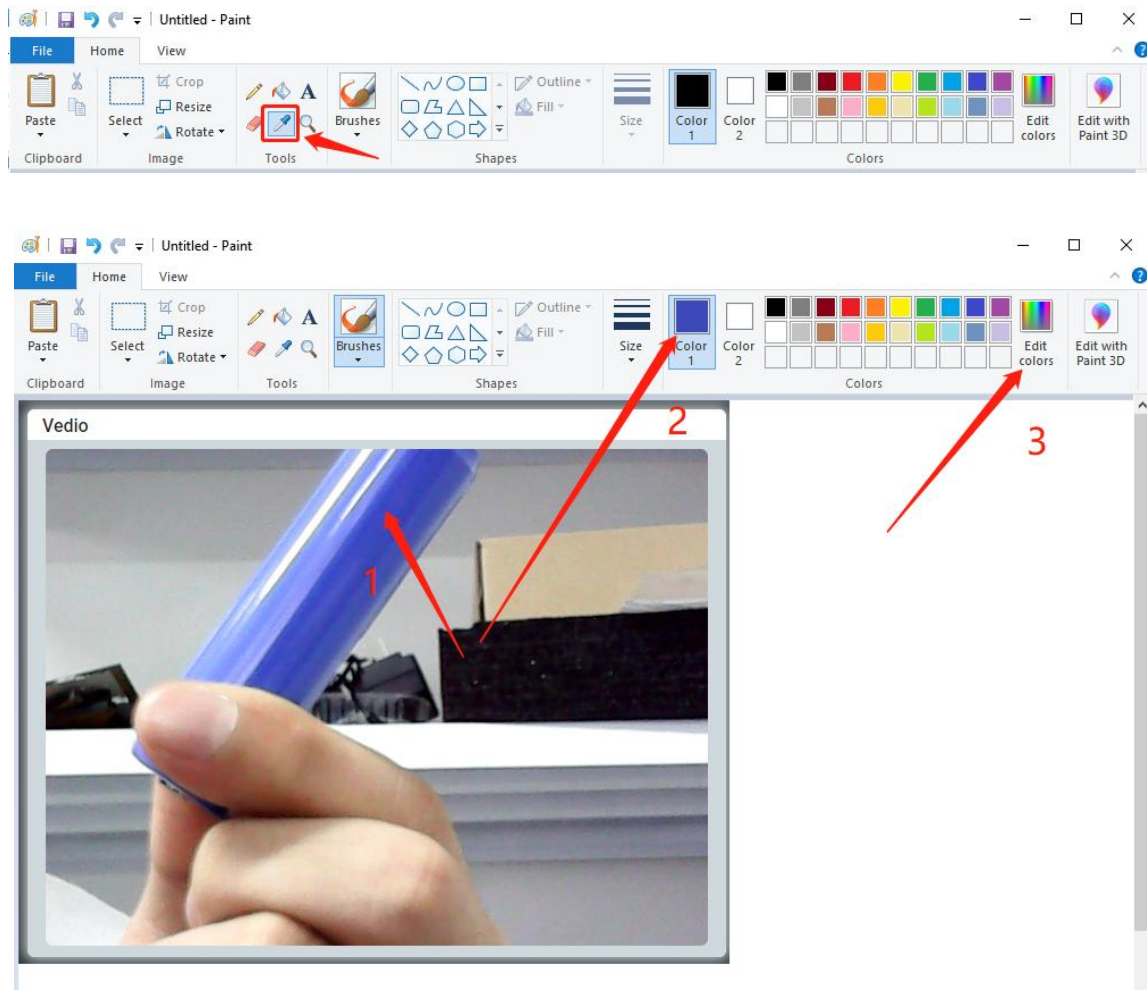 Untitled - Paint
File Home View
Paste
Clipboard
Select
Crop
Resize
Rotate
Image
A
Tools
Brushes
Outline
Fill
Shapes
Size
Color 1
Color 2
Colors
Edit colors
Edit with Paint 3D
Untitled - Paint
File Home View
Paste
Clipboard
Select
Crop
Resize
Rotate
Image
A
Tools
Brushes
Outline
Fill
Shapes
Size
Color 1
Color 2
Colors
Edit colors
Edit with Paint 3D
Vedio
1
2
3